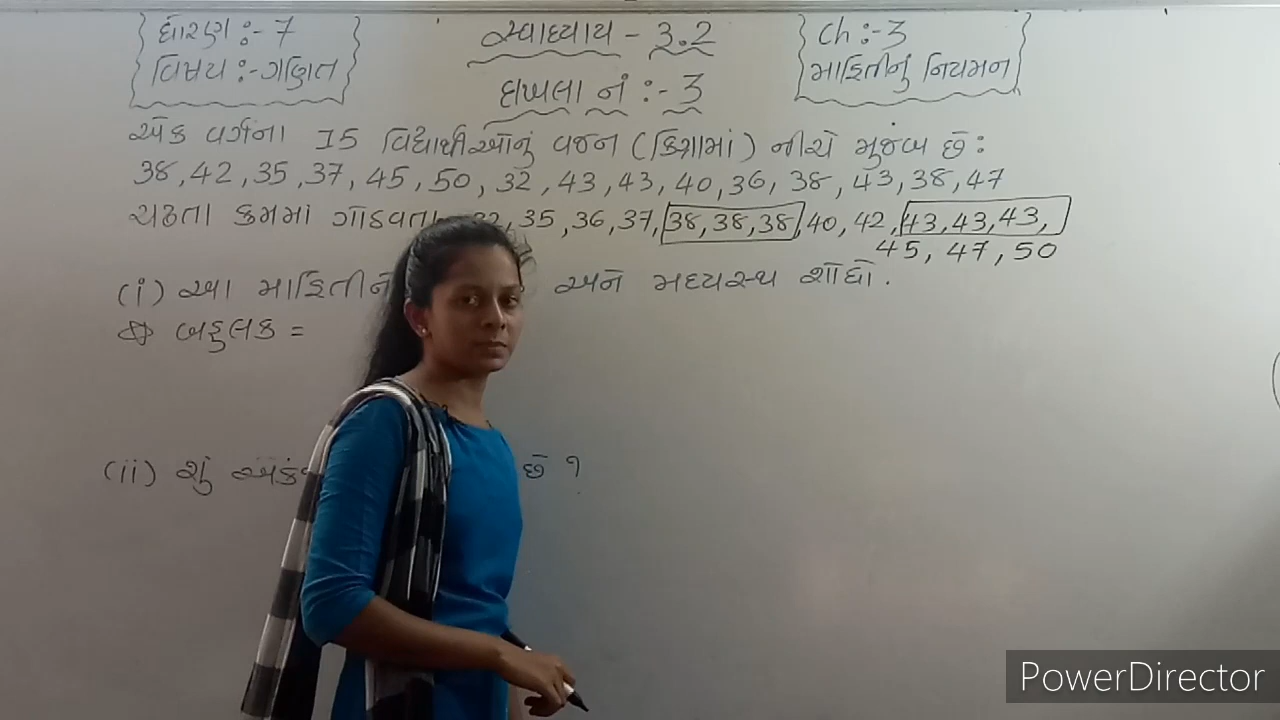 ધોરણ :- 7
વિષય :- ગણિત
સ્વાધ્યાય - 3.2
દાખલા નં :- 3
Ch :- 3
માહિતીનું નિયમન
એક વર્ગના 15 વિદ્યાર્થીઓનું વજન (કિગ્રામાં) નીચે મુજબ છે :
38, 42, 35, 37, 45, 50, 32, 43, 43, 40, 36, 38, 43, 38, 47
ચઢતા ક્રમમાં ગોઠવતા 32, 35, 36, 37, 38, 38, 38, 40, 42, 43, 43, 43,
45, 47, 50
(i) આ માહિતીનો અને મધ્યસ્થ શોધો.
બહુલક =
(ii) શું છે ?
PowerDirector